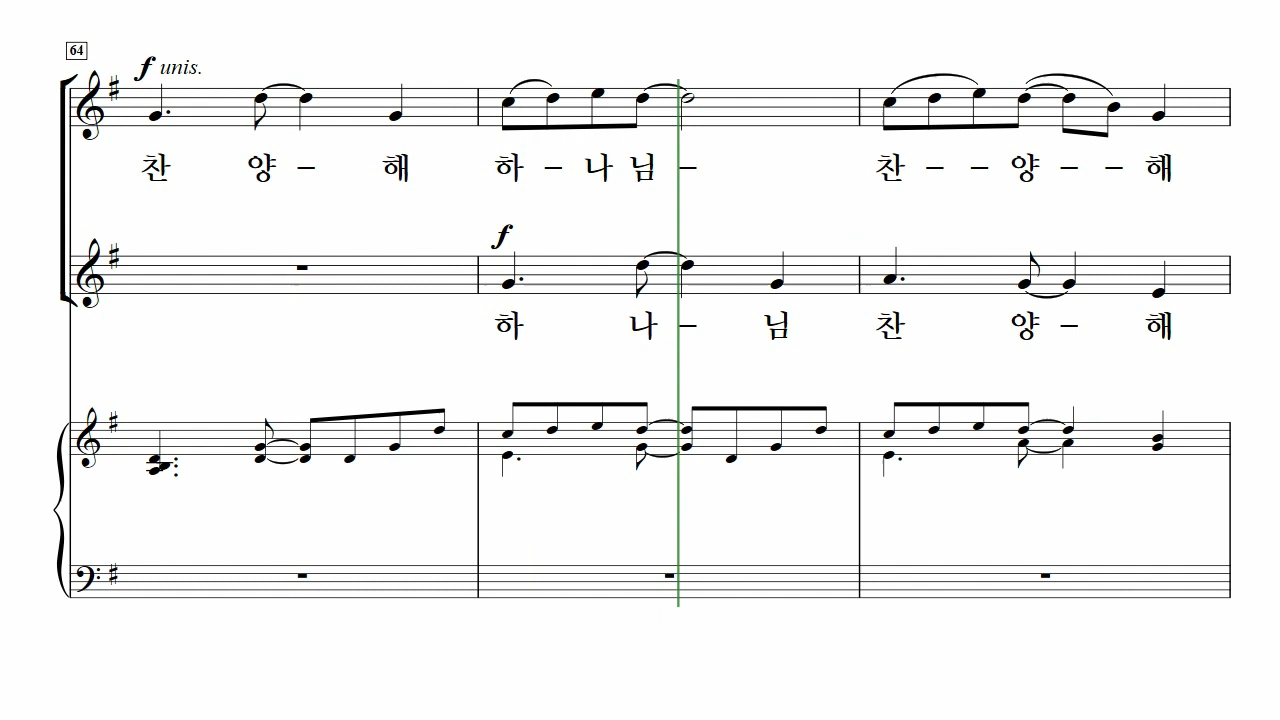 64
f unis.
찬 양 – 해 하 – 나 님 – 찬 – – 양 – – 해
f
하 나 – 님 찬 양 – 해